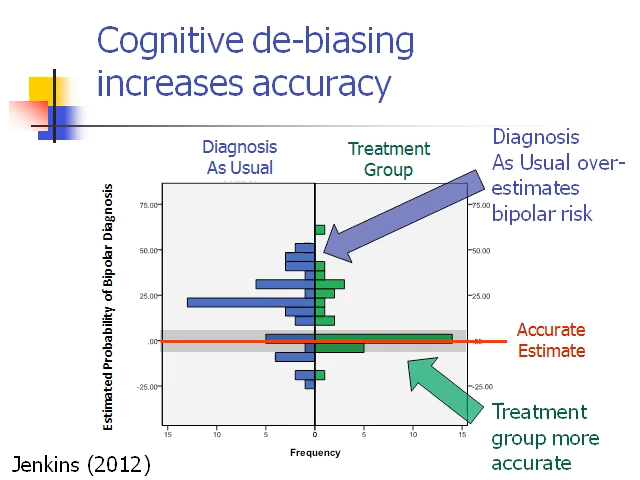 Cognitive de-biasing
increases accuracy
Diagnosis
As Usual
Treatment
Group
Diagnosis
As Usual over-
estimates
bipolar risk
Estimated Probability of Bipolar Diagnosis
75.00
50.00
25.00
.00
-25.00
75.00
50.00
25.00
.00
-25.00
Accurate
Estimate
15 10 5 0 0 5 10 15
Frequency
Treatment
group more
accurate
Jenkins (2012)